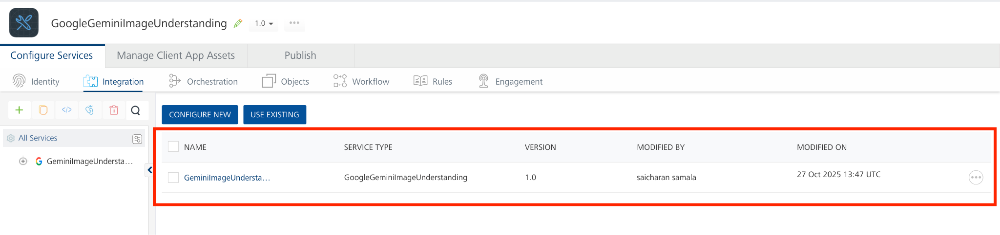 GoogleGeminiImageUnderstanding 1.0
Configure Services Manage Client App Assets Publish
Identity Integration Orchestration Objects Workflow Rules Engagement
CONFIGURE NEW USE EXISTING
All Services
GeminiImageUndersta...
NAME SERVICE TYPE VERSION MODIFIED BY MODIFIED ON
GeminiImageUndersta... GoogleGeminiImageUnderstanding 1.0 saicharan samala 27 Oct 2025 13:47 UTC